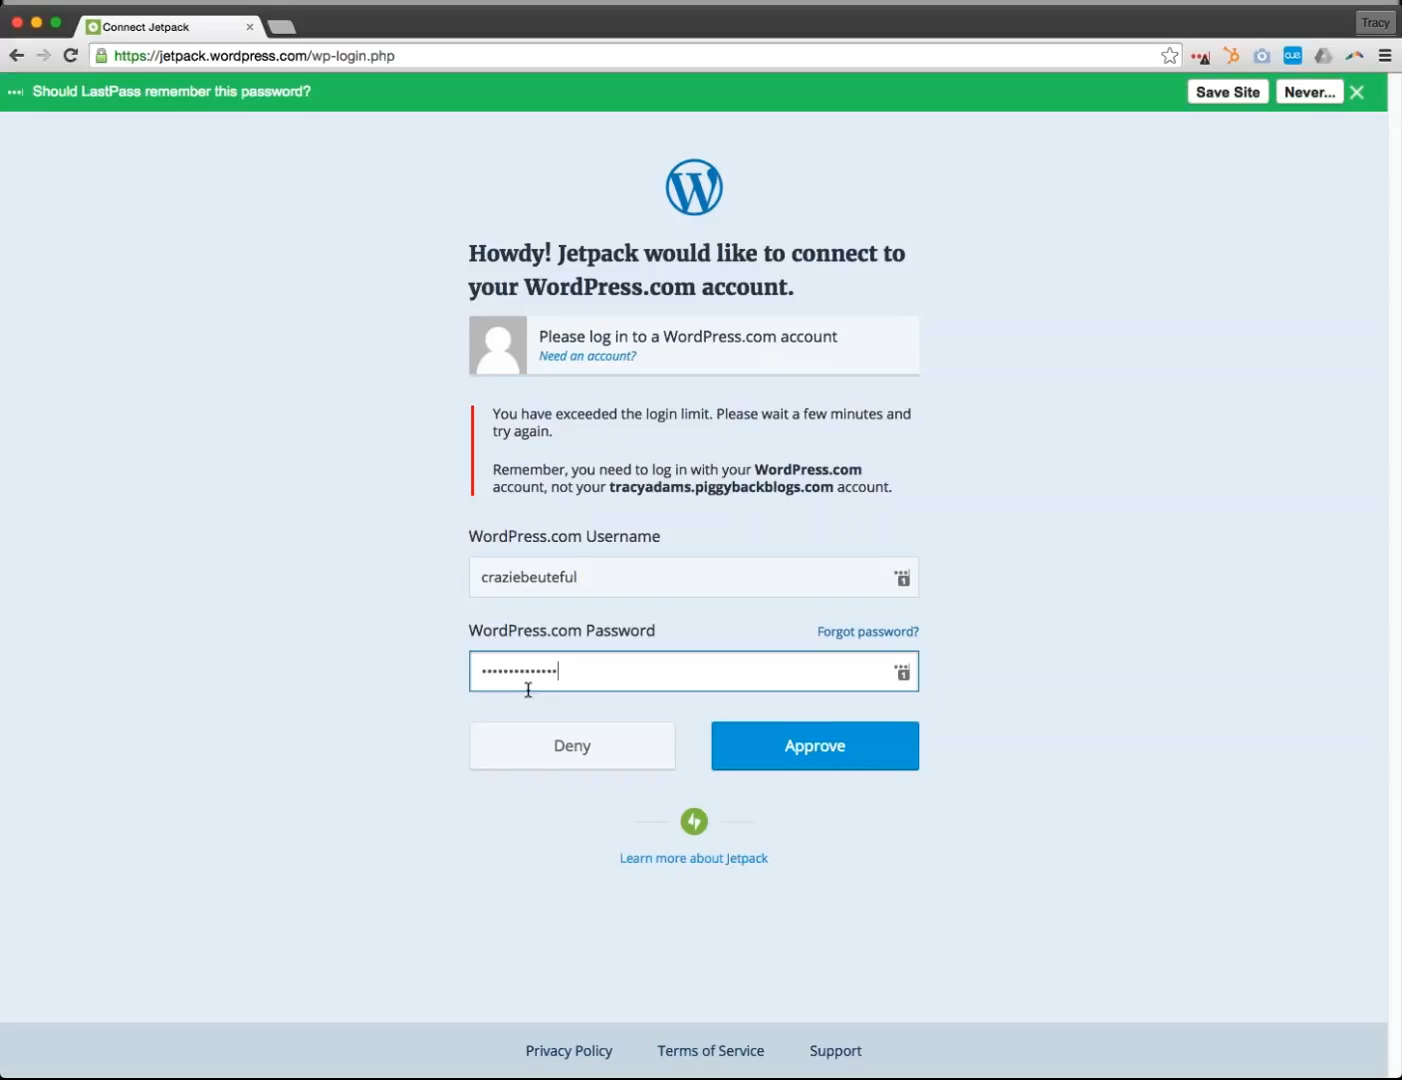 Connect Jetpack
Tracy
https://jetpack.wordpress.com/wp-login.php
Should LastPass remember this password?
Save Site
Never...
Howdy! Jetpack would like to connect to
your WordPress.com account.
Please log in to a WordPress.com account
Need an account?
You have exceeded the login limit. Please wait a few minutes and
try again.
Remember, you need to log in with your WordPress.com
account, not your tracyadams.piggybackblogs.com account.
WordPress.com Username
craziebeuteful
WordPress.com Password
Forgot password?
Deny
Approve
Learn more about Jetpack
Privacy Policy
Terms of Service
Support